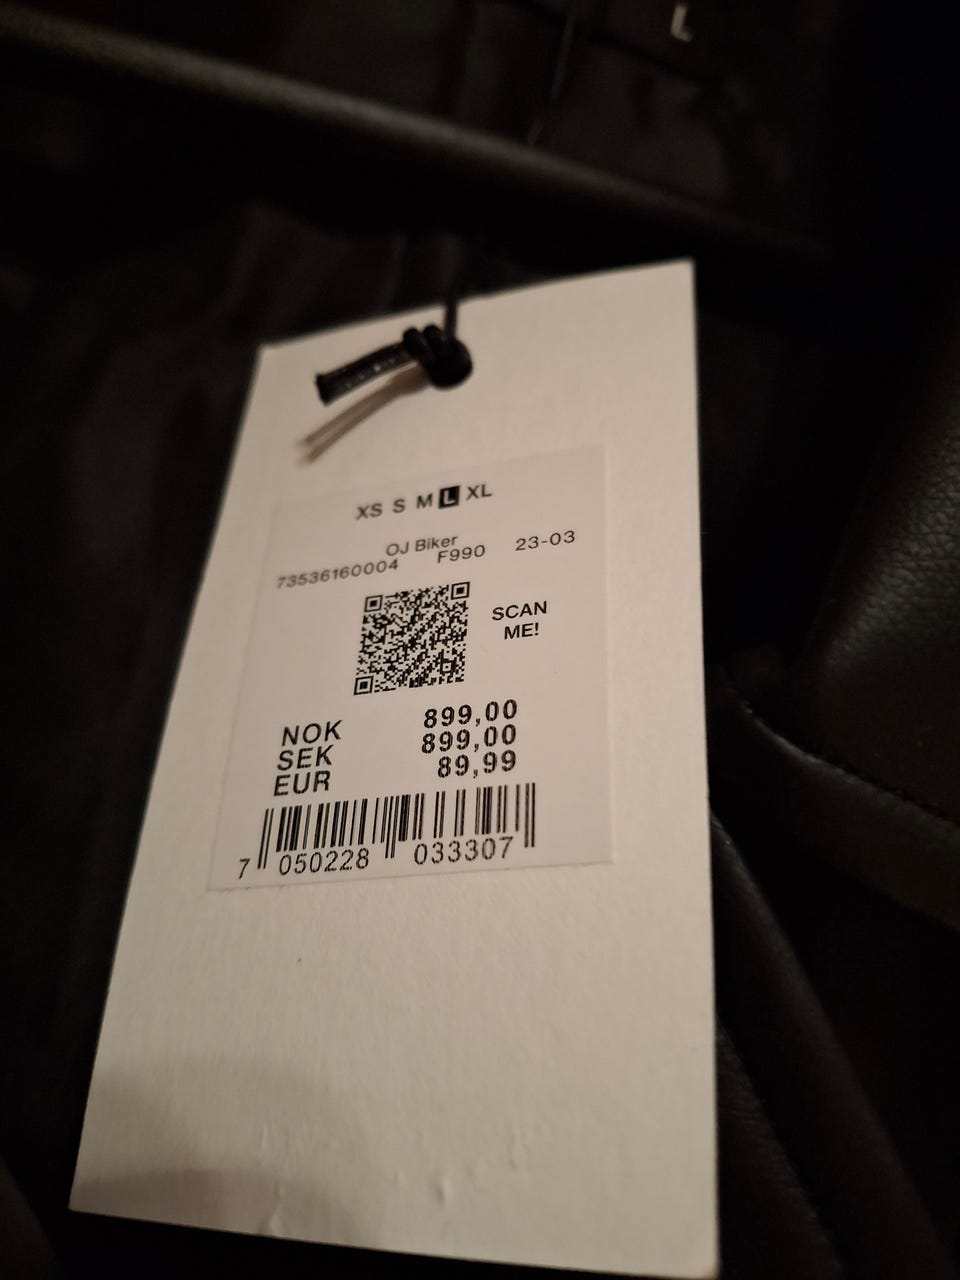 L
XS S M L XL
OJ Biker
73536160004 F990 23-03
SCAN
ME!
NOK 899,00
SEK 899,00
EUR 89,99
7 050228 033307